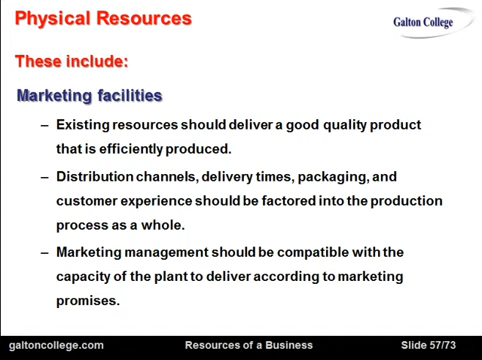 Physical Resources
Galton College
These include:
Marketing facilities
– Existing resources should deliver a good quality product
that is efficiently produced.
– Distribution channels, delivery times, packaging, and
customer experience should be factored into the production
process as a whole.
– Marketing management should be compatible with the
capacity of the plant to deliver according to marketing
promises.
galtoncollege.com Resources of a Business Slide 57/73